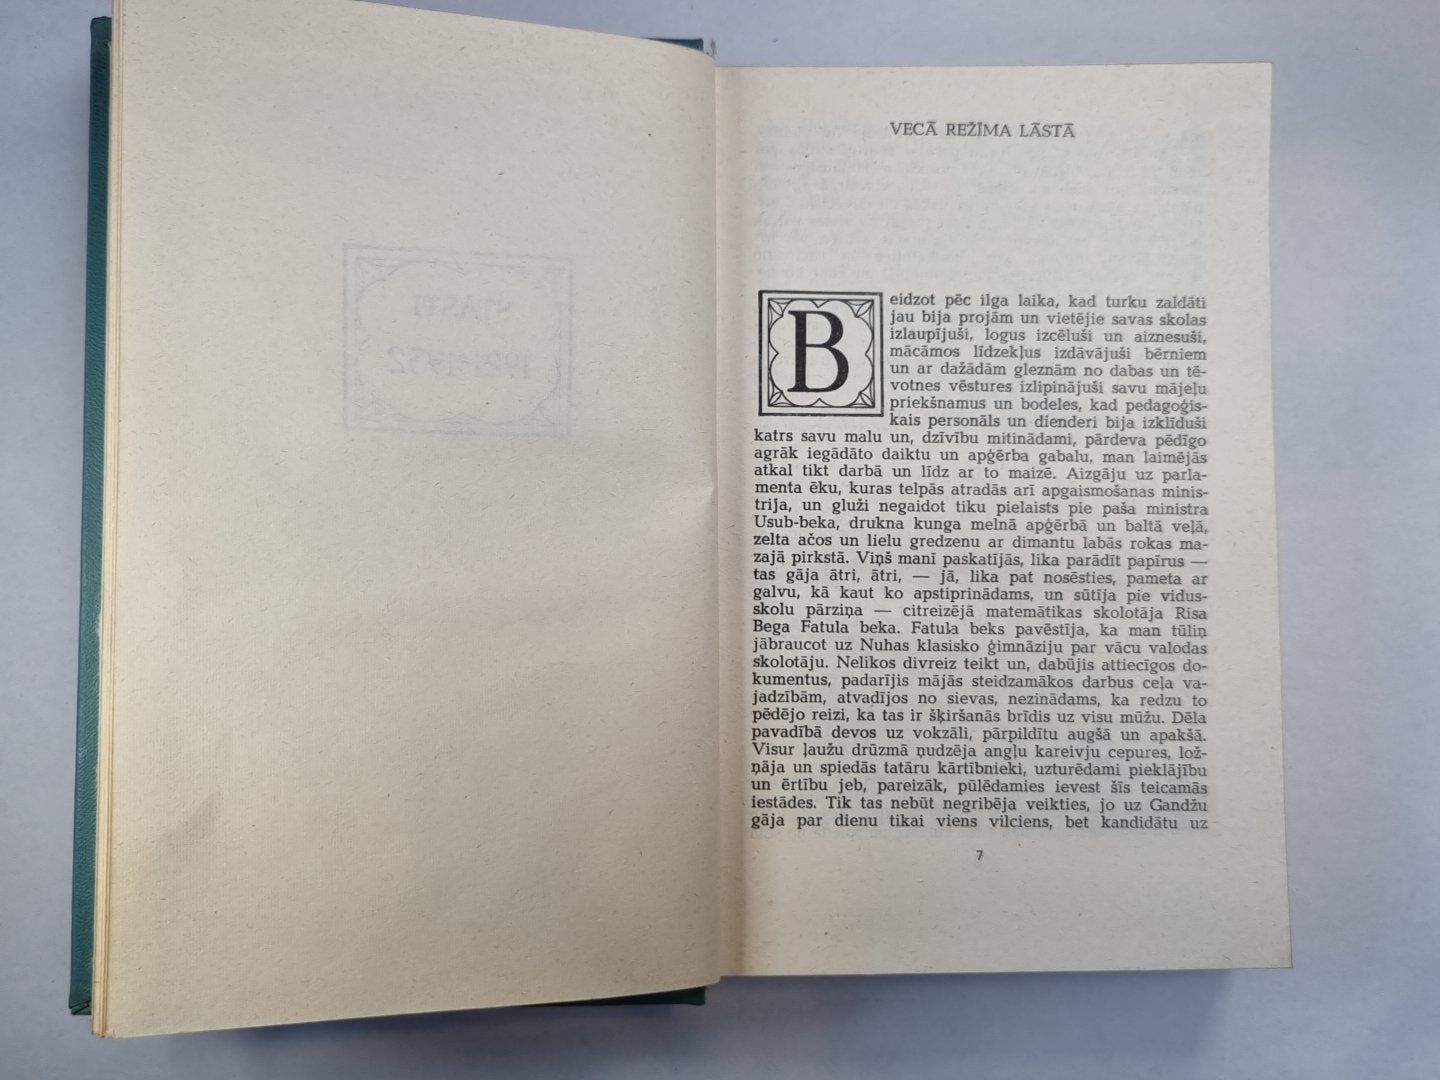 VECĀ REŽĪMA LĀSTĀ
Beidzot pēc ilga laika, kad turku zaldāti
jau bija projām un vietējie savas skolas
izlaupījuši, logus izcēluši un aiznesuši,
mācāmos līdzekļus izdāvājuši bērniem
un ar dažādām gleznām no dabas un tē-
votnes vēstures izlipinājuši savu mājeļu
priekšnamus un bodeles, kad pedagoģis-
kais personāls un dienderi bija izklīduši
katrs savu malu un, dzīvību mitinādami, pārdeva pēdīgo
agrāk iegādāto daiktu un apģērba gabalu, man laimējās
atkal tikt darbā un līdz ar to maizē. Aizgāju uz parla-
menta ēku, kuras telpās atradās arī apgaismošanas minis-
trija, un gluži negaidot tiku pielaists pie paša ministra
Usub-beka, drukna kunga melnā apģērbā un baltā veļā,
zelta ačos un lielu gredzenu ar dimantu labās rokas ma-
zajā pirkstā. Viņš manī paskatījās, lika parādīt papīrus —
tas gāja ātri, ātri, — jā, lika pat nosēsties, pameta ar
galvu, kā kaut ko apstiprinādams, un sūtīja pie vidus-
skolu pārziņa — citreizējā matemātikas skolotāja Risa
Bega Fatula beka. Fatula beks pavēstīja, ka man tūliņ
jābraucot uz Nuhas klasisko ģimnāziju par vācu valodas
skolotāju. Nelikos divreiz teikt un, dabūjis attiecīgos do-
kumentus, padarījis mājās steidzamākos darbus ceļa va-
jadzībām, atvadījos no sievas, nezinādams, ka redzu to
pēdējo reizi, ka tas ir šķiršanās brīdis uz visu mūžu. Dēla
pavadībā devos uz vokzāli, pārpildītu augšā un apakšā.
Visur ļaužu drūzmā ņudzēja angļu kareivju cepures, lož-
ņāja un spiedās tatāru kārtībnieki, uzturēdami pieklājību
un ērtību jeb, pareizāk, pūlēdamies ievest šīs teicamās
iestādes. Tik tas nebūt negribēja veikties, jo uz Gandžu
gāja par dienu tikai viens vilciens, bet kandidātu uz
7